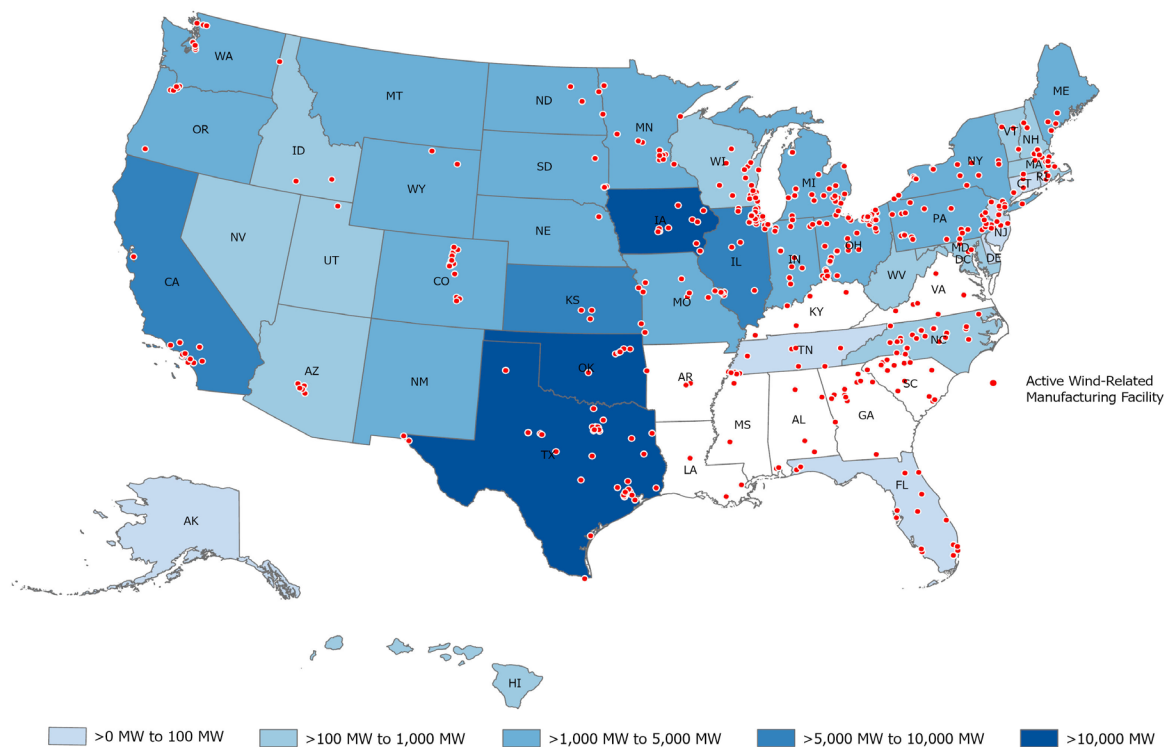 WA
MT
ND
MN
ME
VT
NH
OR
ID
SD
WI
NY
MA
WY
MI
RI
CT
IA
PA
NE
NJ
NV
OH
UT
IL
IN
MD
DE
CA
CO
DC
WV
KS
MO
VA
KY
NC
TN
OK
AZ
NM
AR
SC
Active Wind-Related
Manufacturing Facility
MS
AL
GA
TX
LA
FL
AK
HI
>0 MW to 100 MW
>100 MW to 1,000 MW
>1,000 MW to 5,000 MW
>5,000 MW to 10,000 MW
>10,000 MW